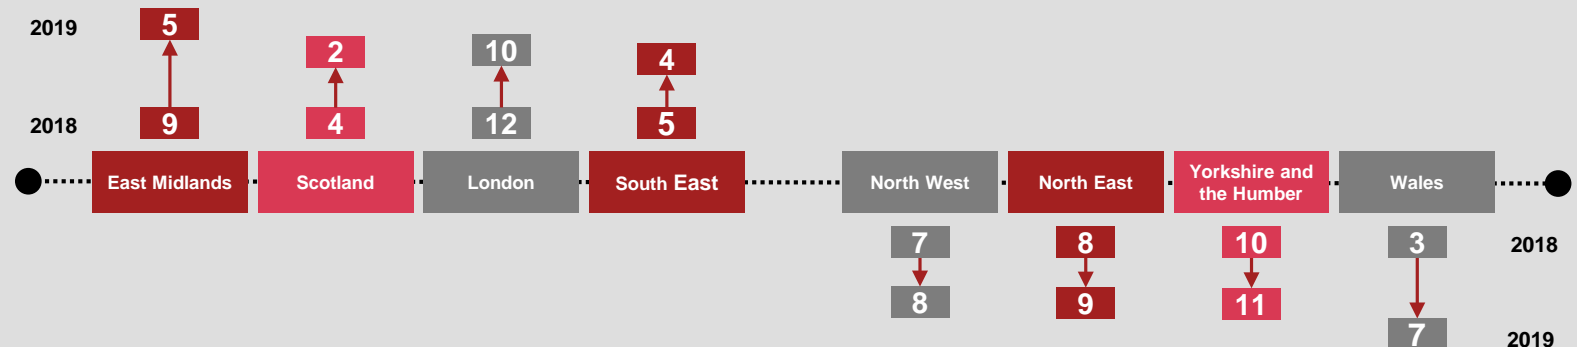 2019
5
2
10
4
2018
9
4
12
5
East Midlands
Scotland
London
South East
North West
North East
Yorkshire and
the Humber
Wales
7
8
10
3
2018
8
9
11
7
2019